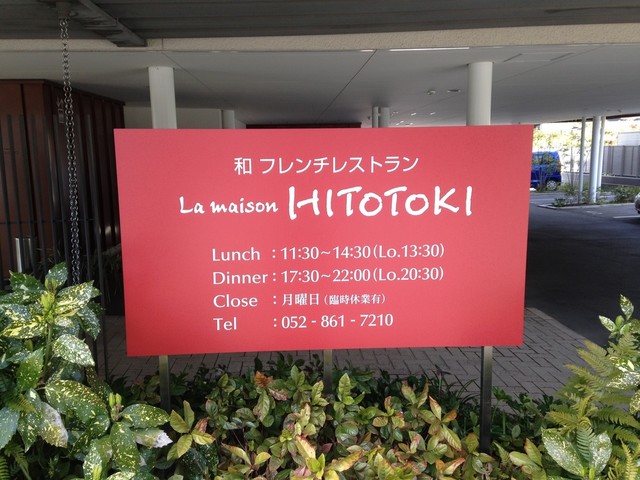 和 フレンチレストラン
La maison HITOTOKI
Lunch : 11:30~14:30(Lo.13:30)
Dinner : 17:30~22:00(Lo.20:30)
Close : 月曜日(臨時休業有)
Tel : 052 - 861 - 7210